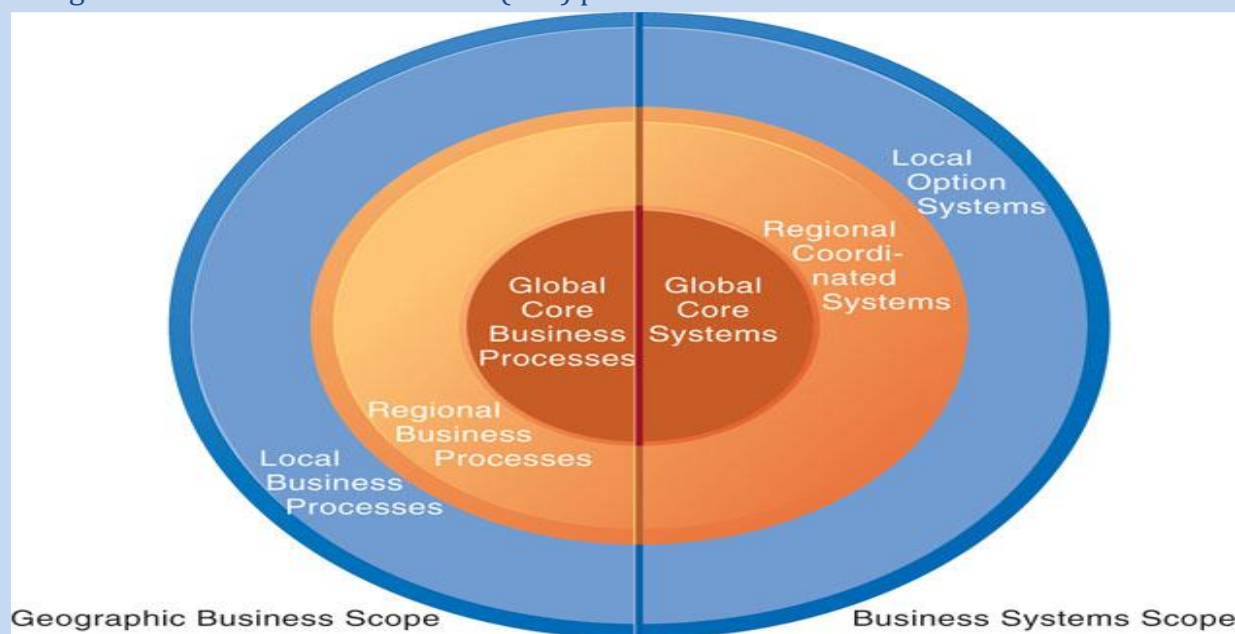 Local
Option
Systems
Regional
Coordi-
nated
Systems
Global
Core
Business
Processes
Global
Core
Systems
Regional
Business
Processes
Local
Business
Processes
Geographic Business Scope
Business Systems Scope